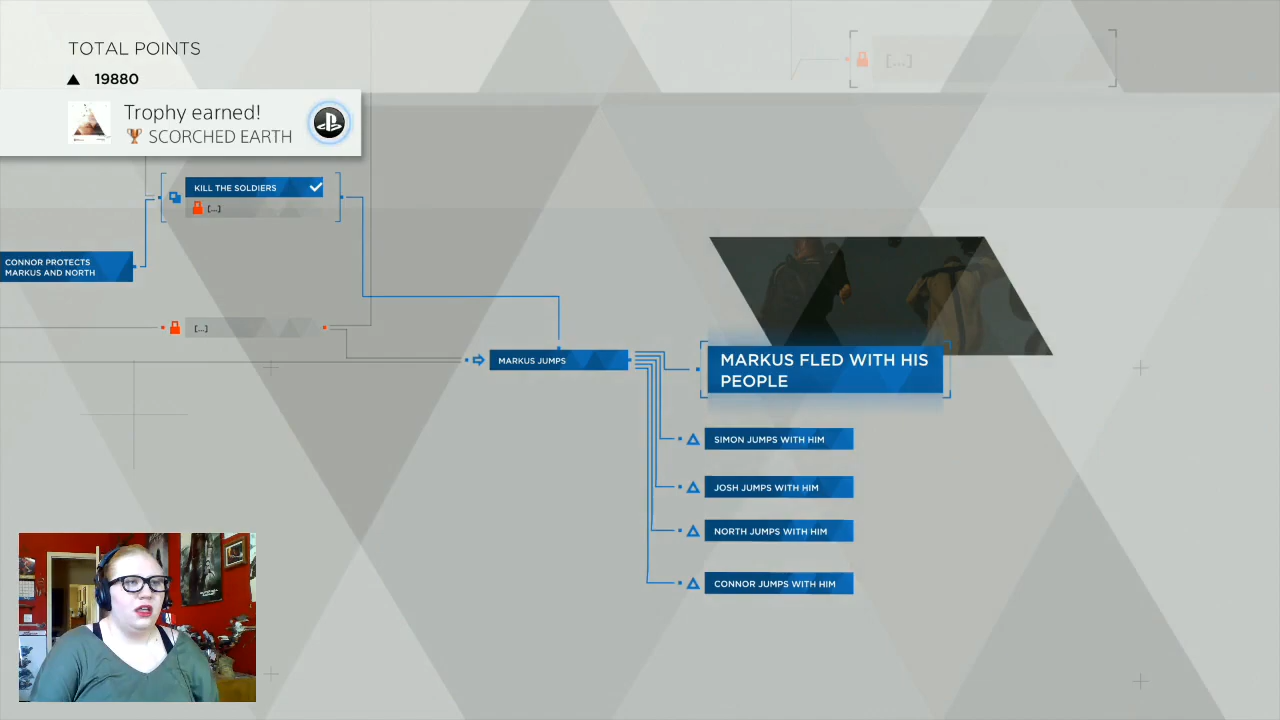 TOTAL POINTS
19880
Trophy earned!
SCORCHED EARTH
KILL THE SOLDIERS
[...]
CONNOR PROTECTS
MARKUS AND NORTH
[...]
MARKUS JUMPS
[...]
MARKUS FLED WITH HIS
PEOPLE
SIMON JUMPS WITH HIM
JOSH JUMPS WITH HIM
NORTH JUMPS WITH HIM
CONNOR JUMPS WITH HIM